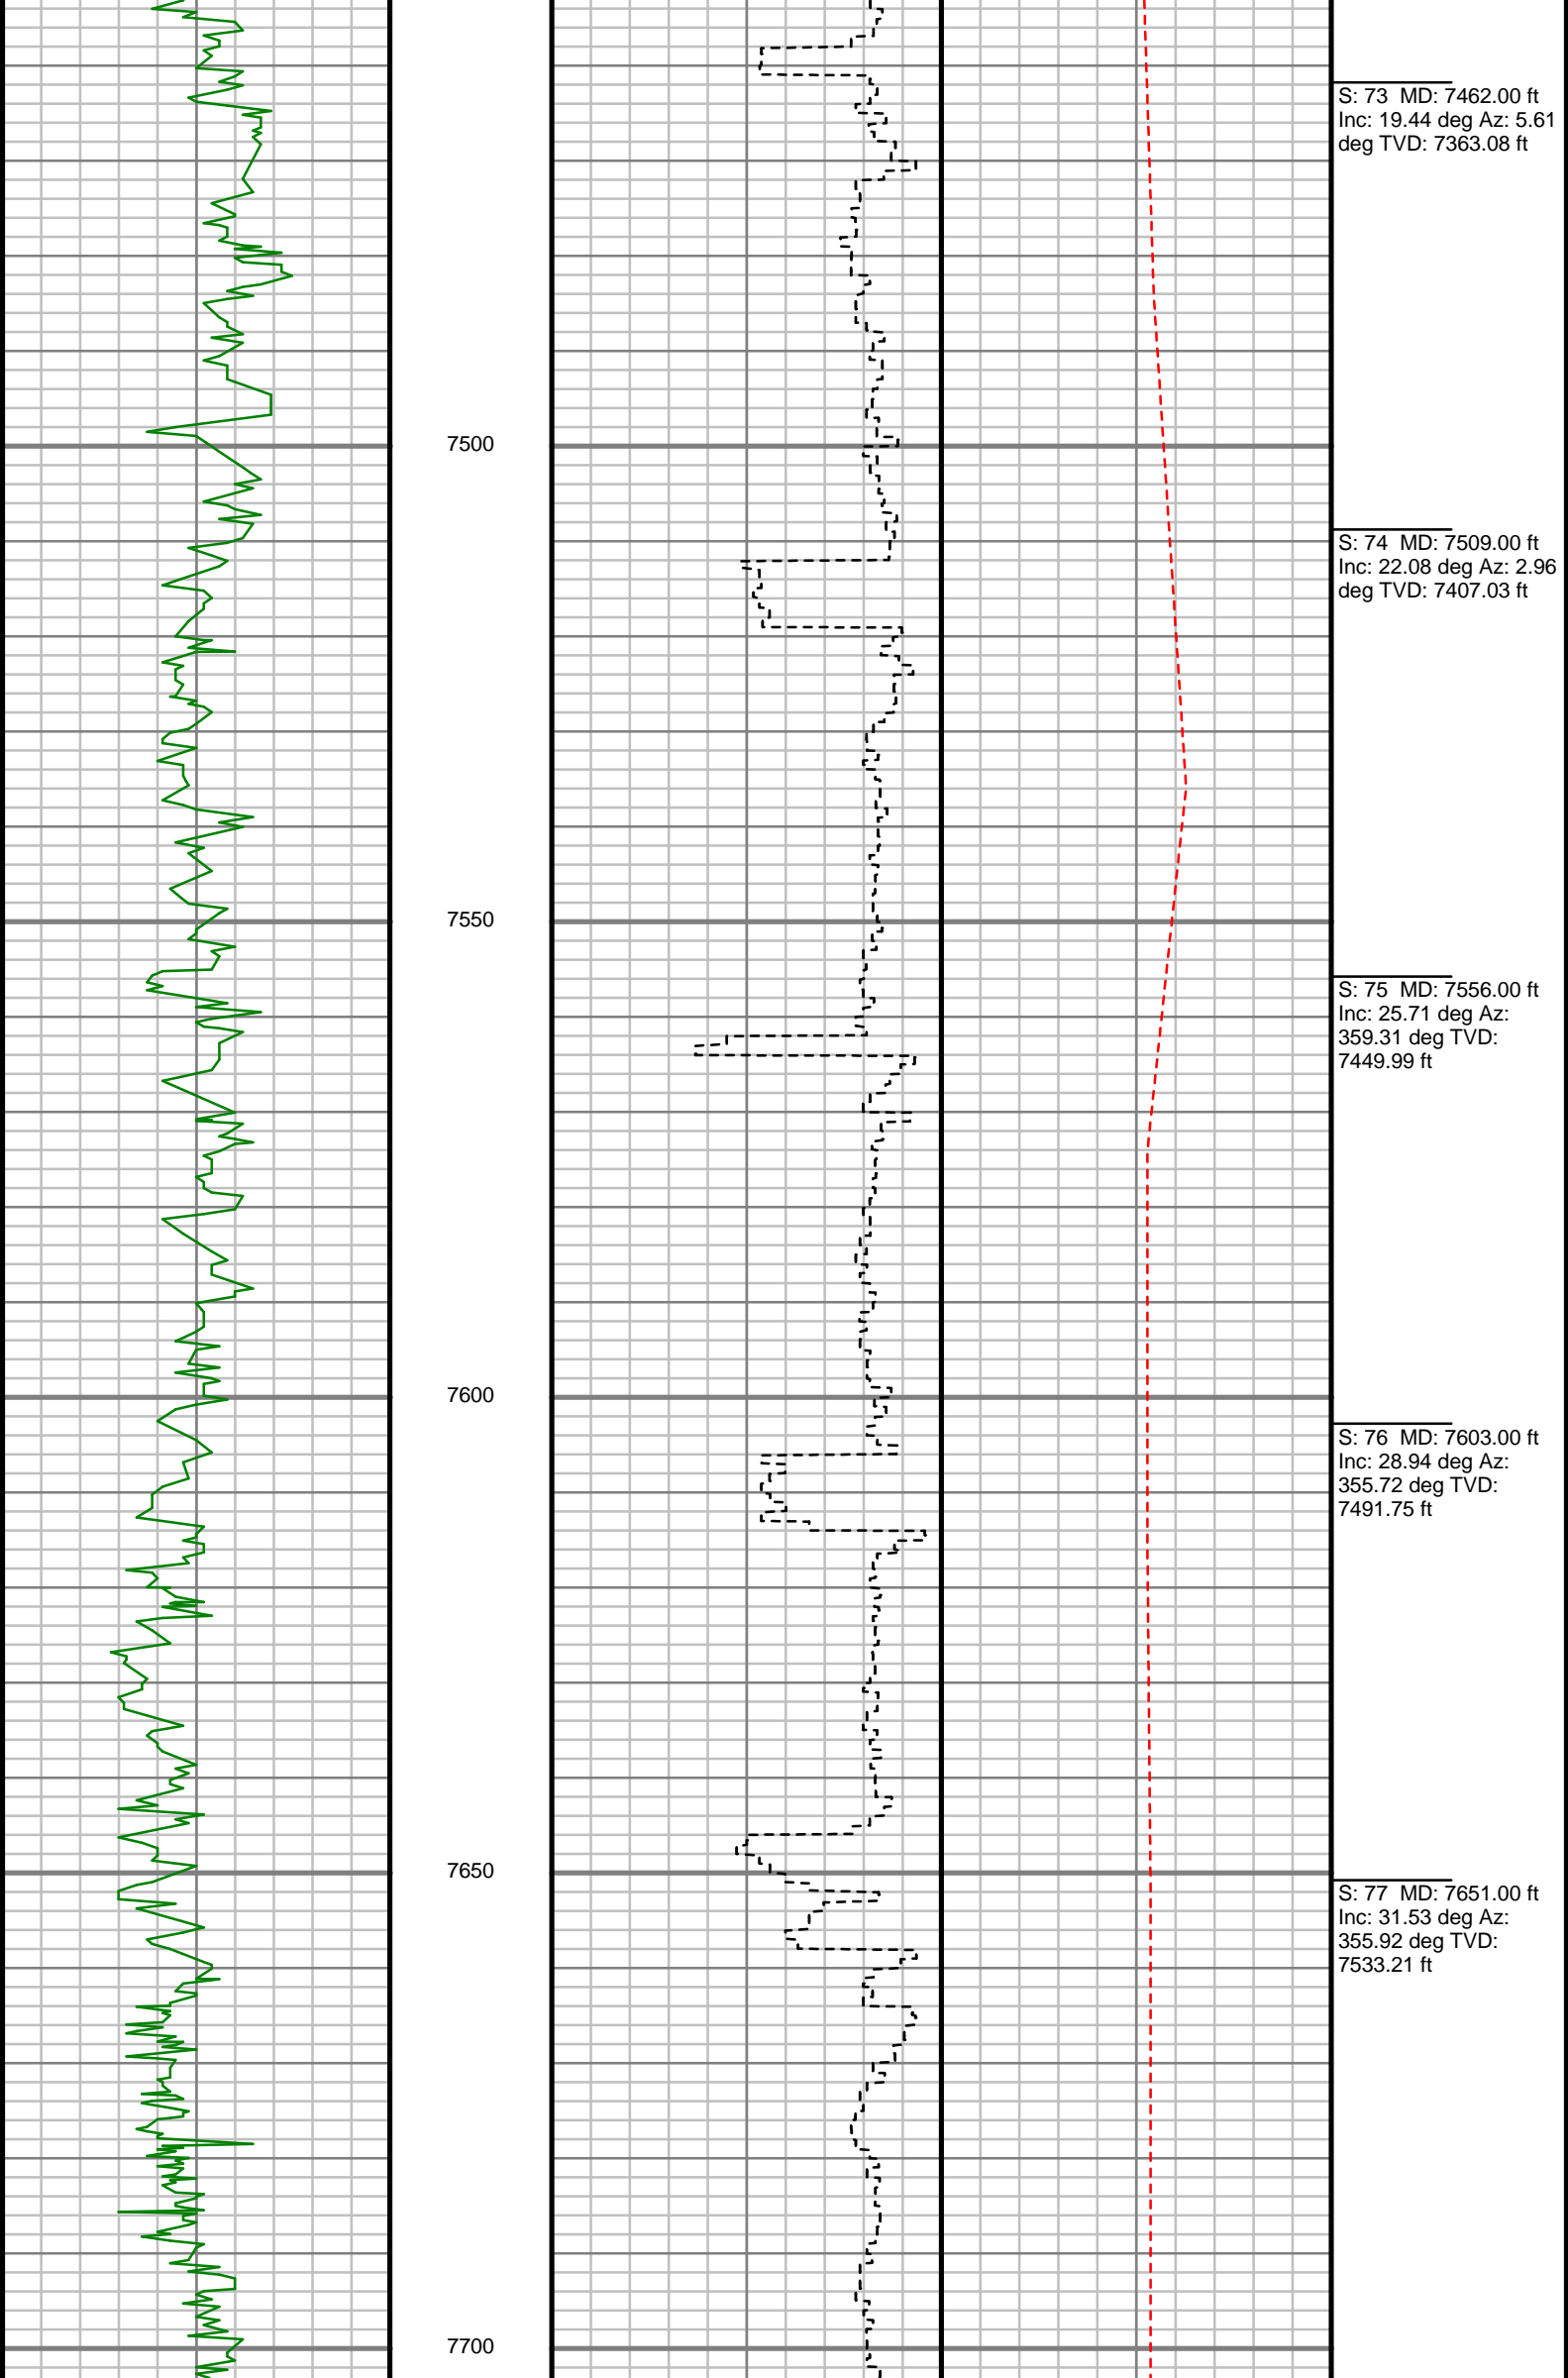 S: 73 MD: 7462.00 ft
Inc: 19.44 deg Az: 5.61
deg TVD: 7363.08 ft
7500
S: 74 MD: 7509.00 ft
Inc: 22.08 deg Az: 2.96
deg TVD: 7407.03 ft
7550
S: 75 MD: 7556.00 ft
Inc: 25.71 deg Az:
359.31 deg TVD:
7449.99 ft
7600
S: 76 MD: 7603.00 ft
Inc: 28.94 deg Az:
355.72 deg TVD:
7491.75 ft
7650
S: 77 MD: 7651.00 ft
Inc: 31.53 deg Az:
355.92 deg TVD:
7533.21 ft
7700